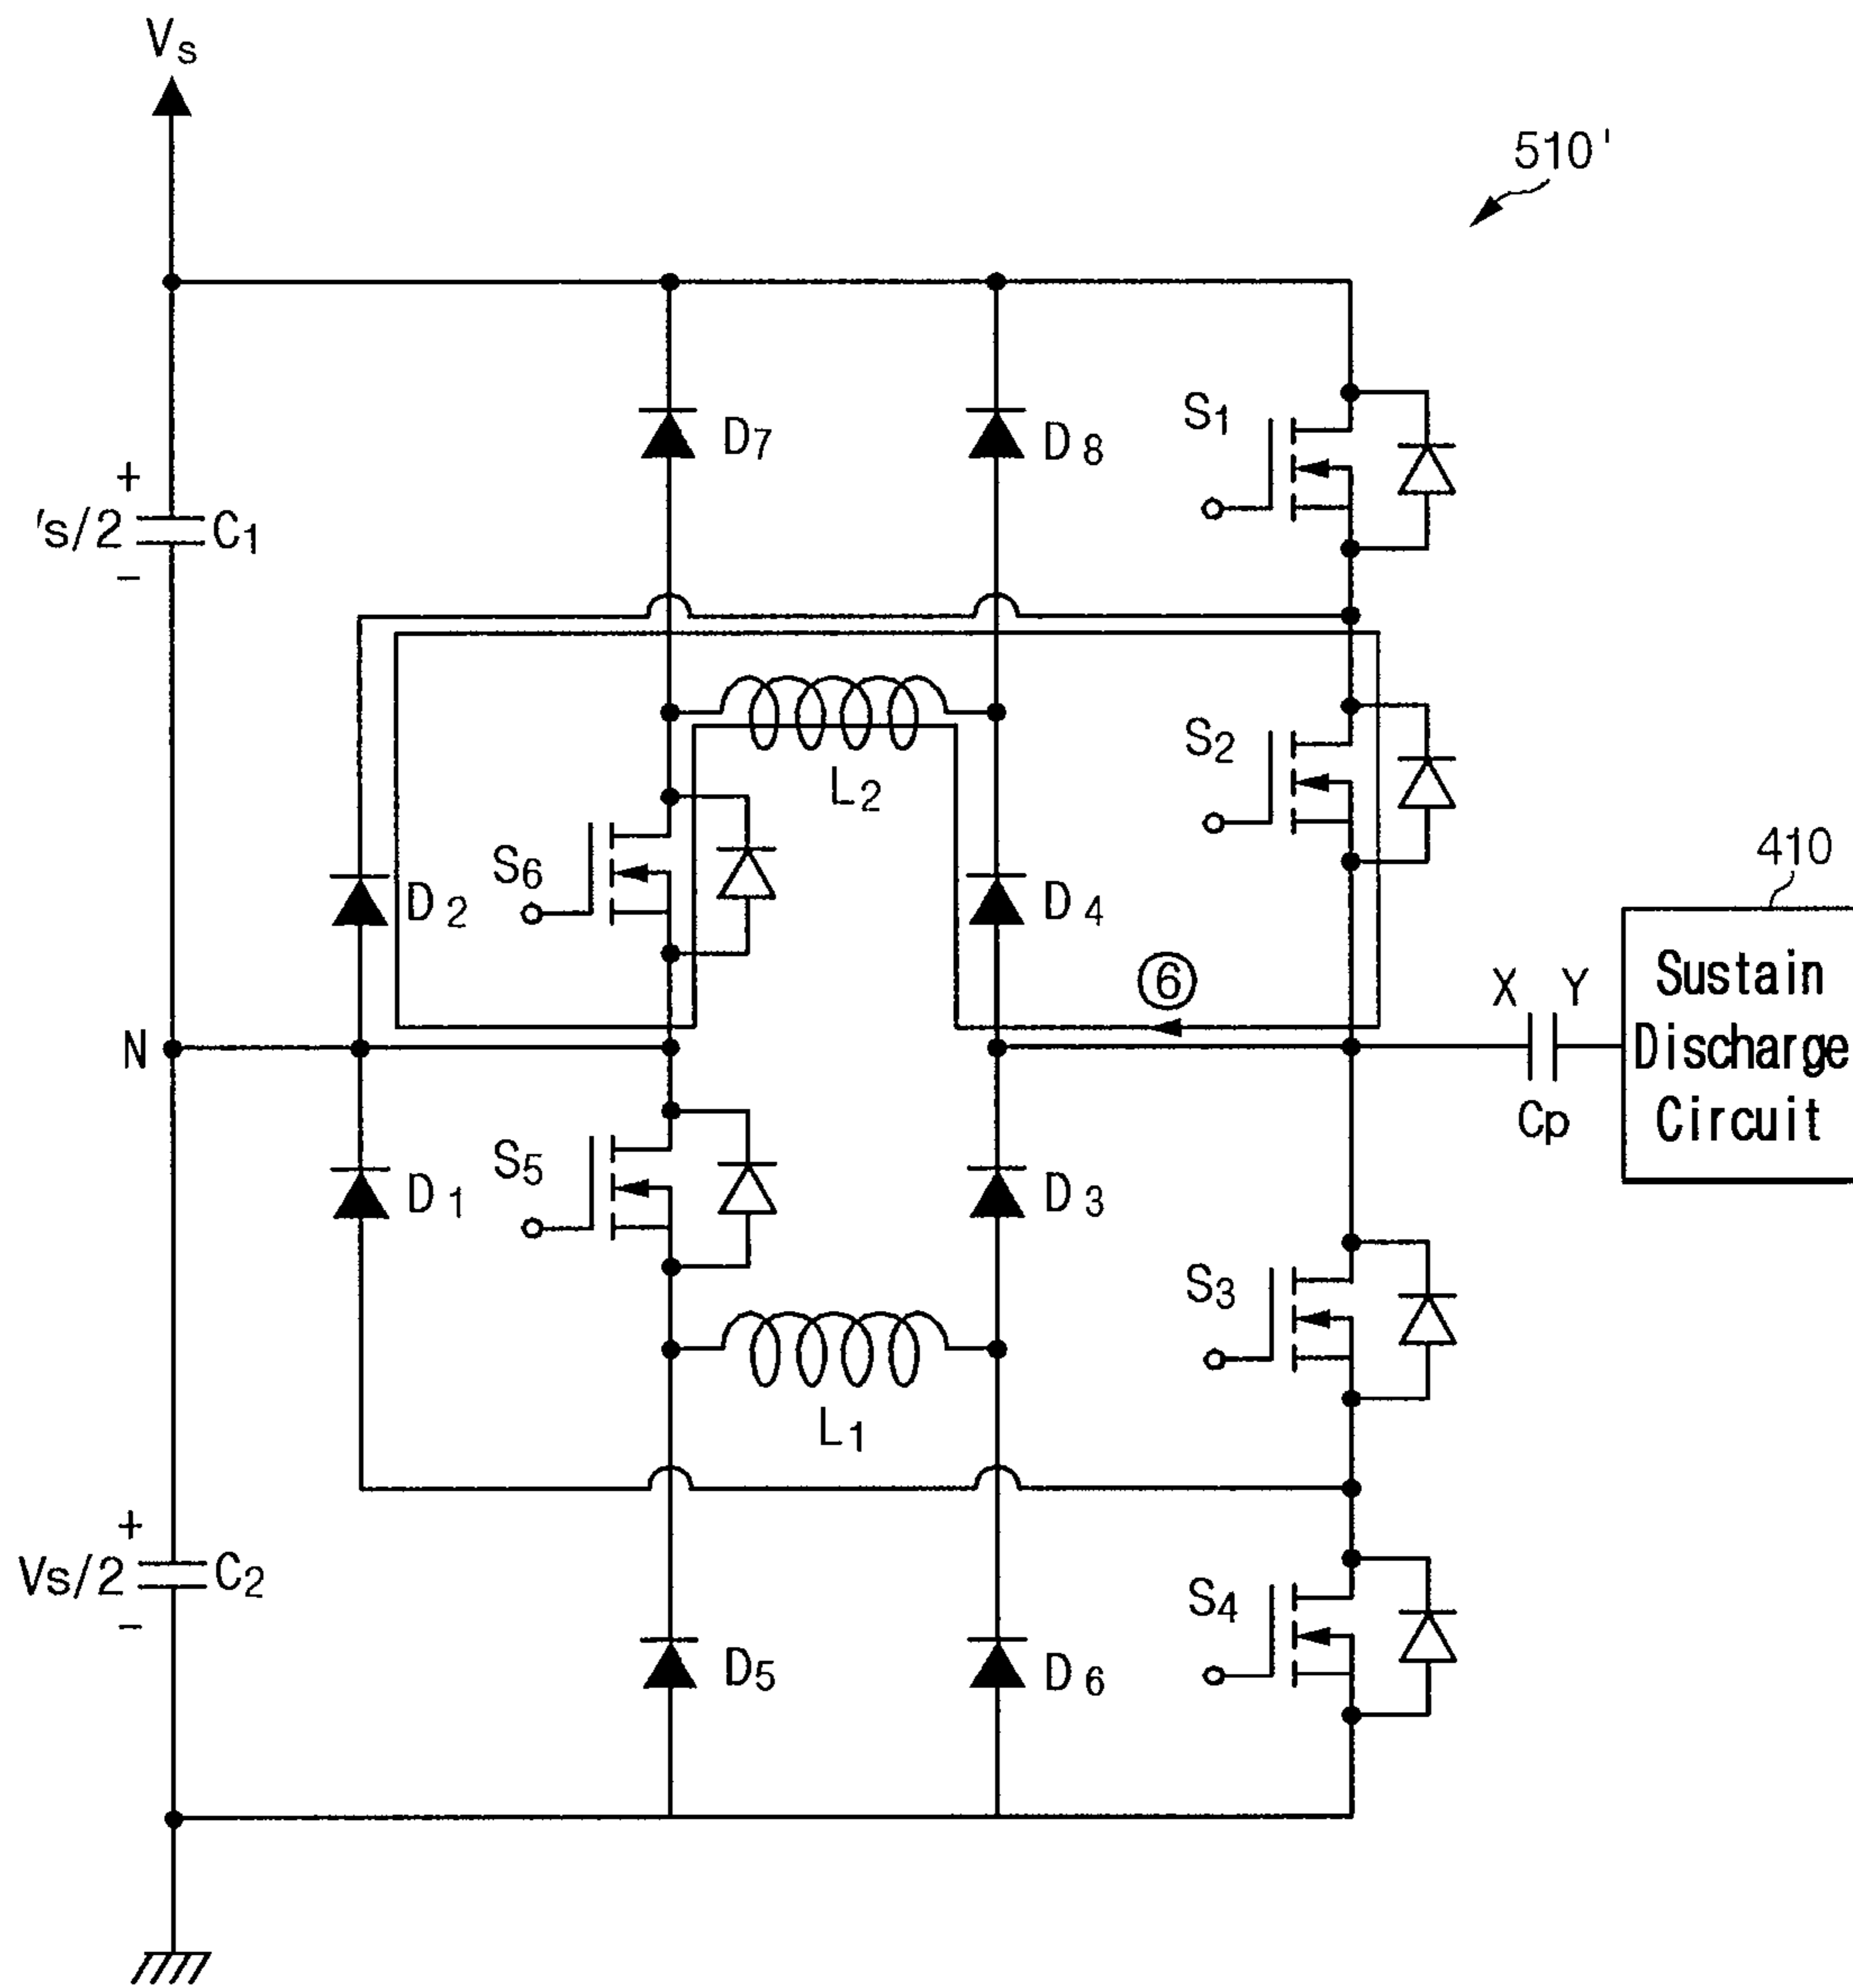 Vs
510'
S1
D7
D8
+
's/2
C1
-
S2
L2
S6
D2
D4
410
⑥
X Y
Sustain
Discharge
Circuit
N
Cp
S5
D1
D3
S3
L1
+
Vs/2
C2
-
S4
D5
D6